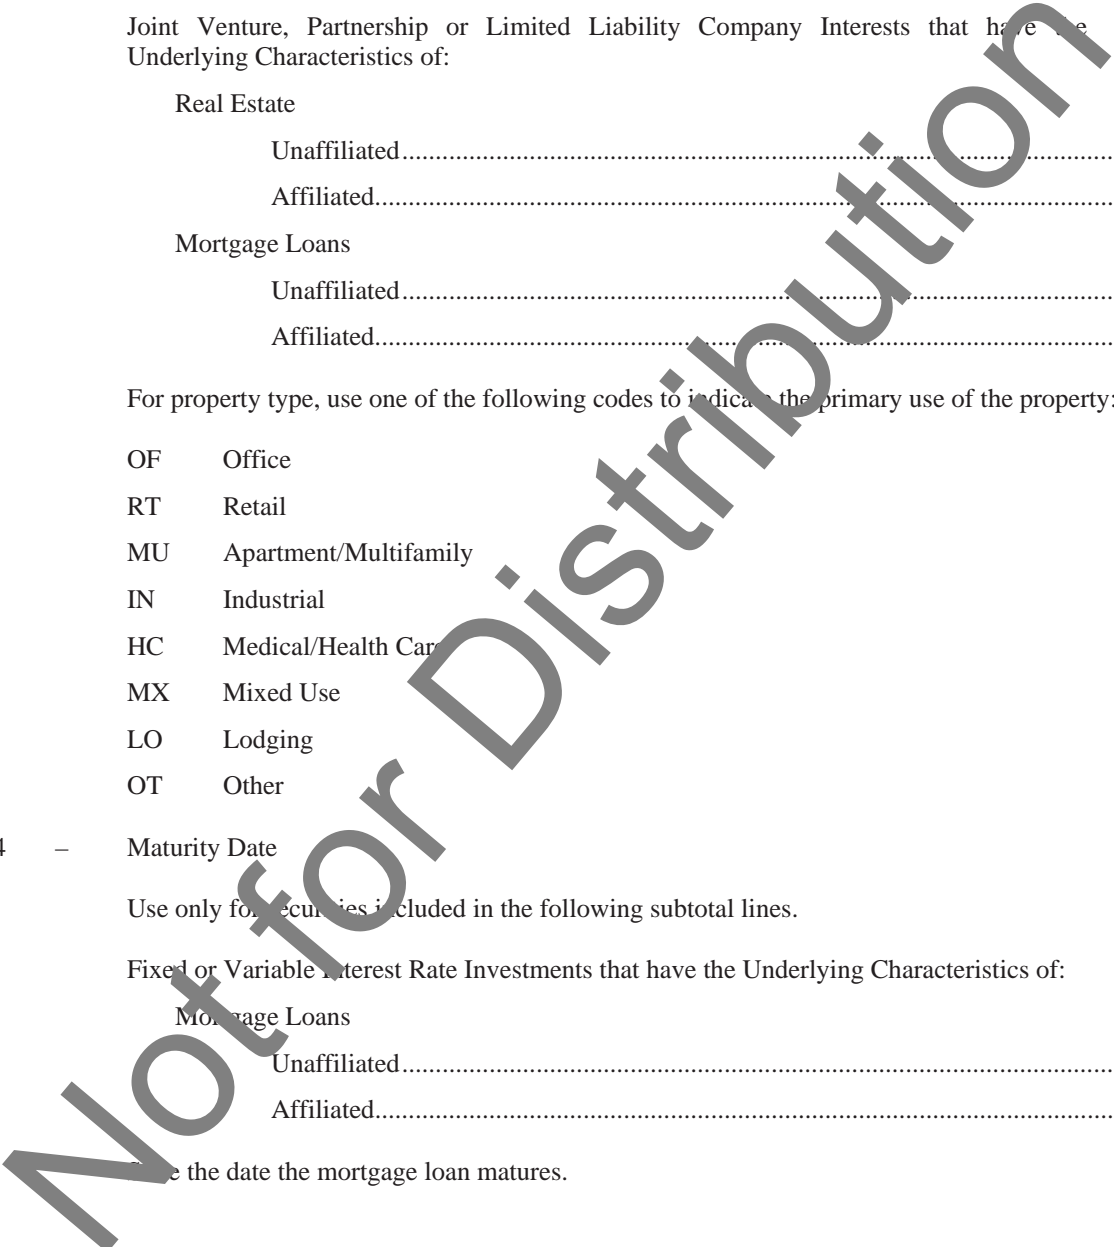 Joint Venture, Partnership or Limited Liability Company Interests that have the
Underlying Characteristics of:
Real Estate
Unaffiliated........................................................................................................
Affiliated............................................................................................................
Mortgage Loans
Unaffiliated........................................................................................................
Affiliated............................................................................................................
For property type, use one of the following codes to indicate the primary use of the property:
OF Office
RT Retail
MU Apartment/Multifamily
IN Industrial
HC Medical/Health Care
MX Mixed Use
LO Lodging
OT Other
4 – Maturity Date
Use only for securities included in the following subtotal lines.
Fixed or Variable Interest Rate Investments that have the Underlying Characteristics of:
Mortgage Loans
Unaffiliated........................................................................................................
Affiliated............................................................................................................
the date the mortgage loan matures.
Not for Distribution